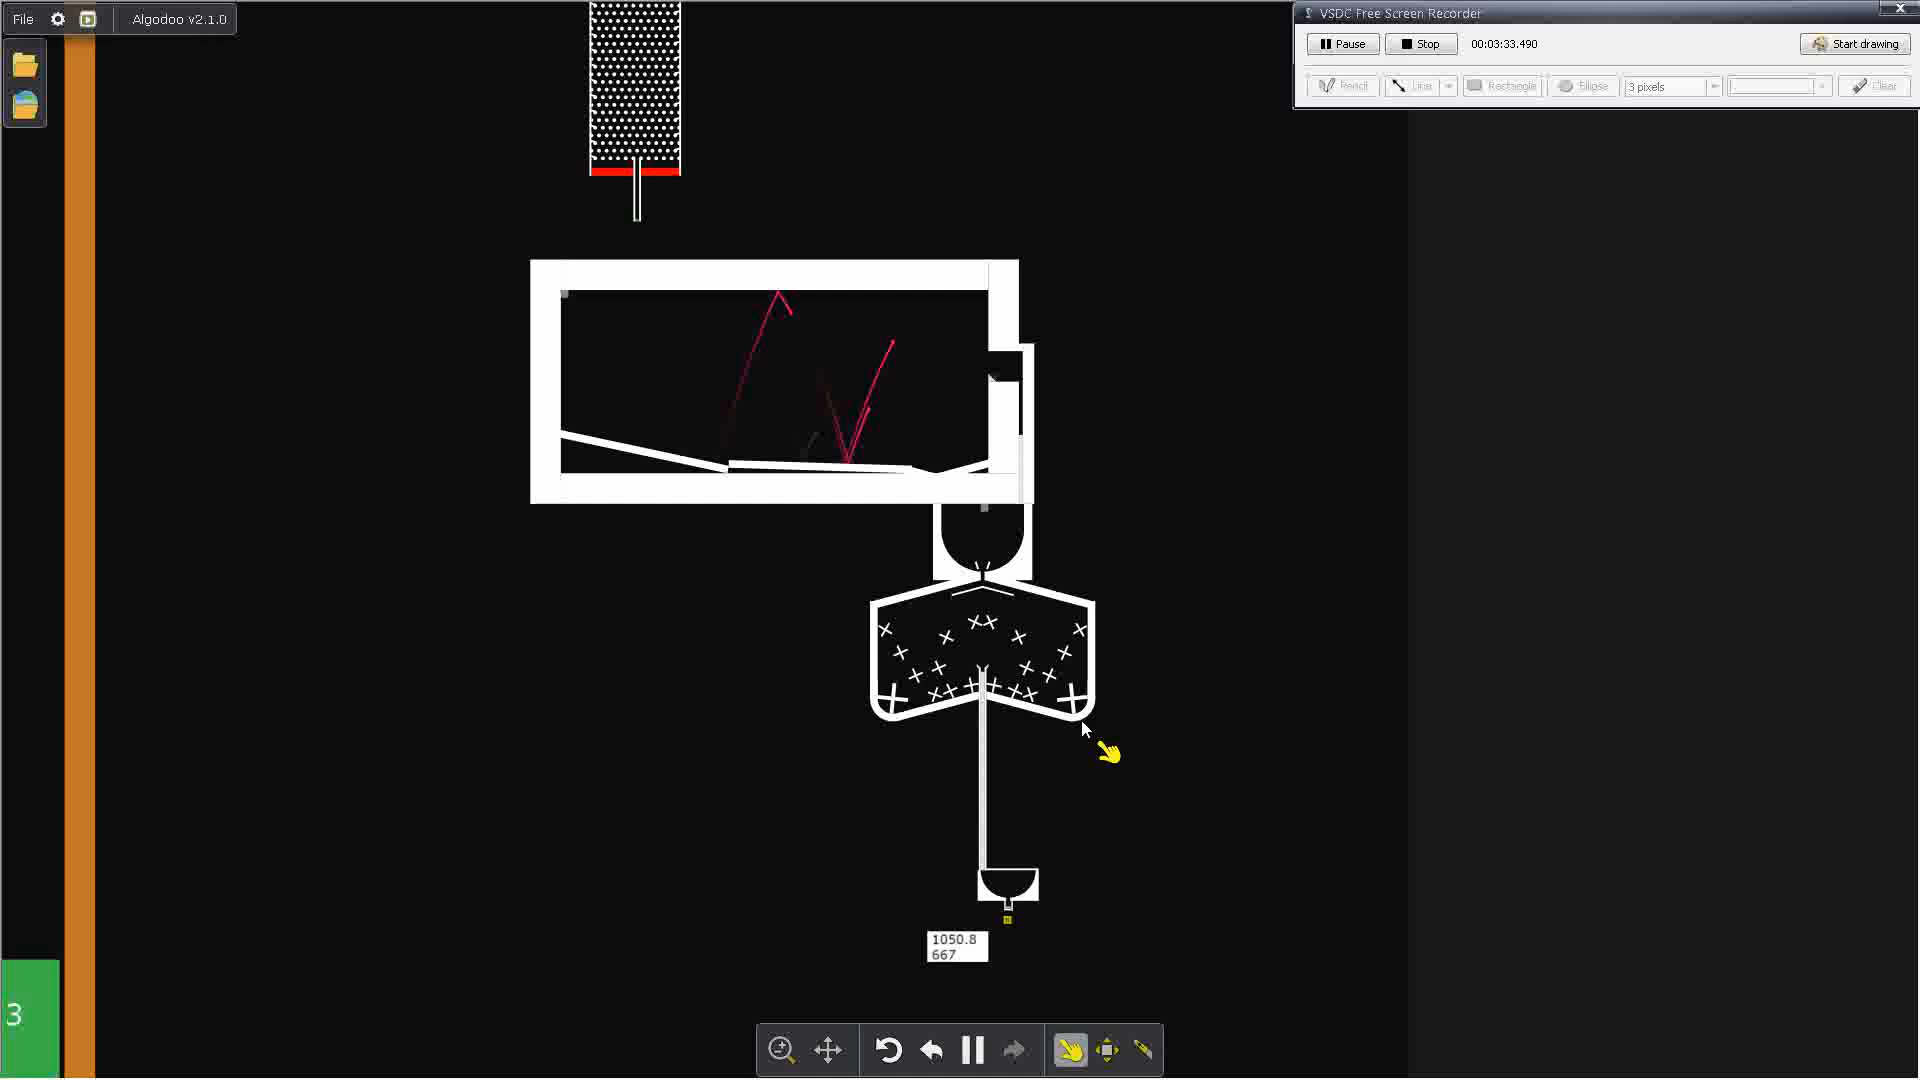 File
Algodoo v2.1.0
VSDC Free Screen Recorder
Pause
Stop
00:03:33.490
Start drawing
Pencil
Line
Rectangle
Ellipse
3 pixels
Clear
1050.8
667
3